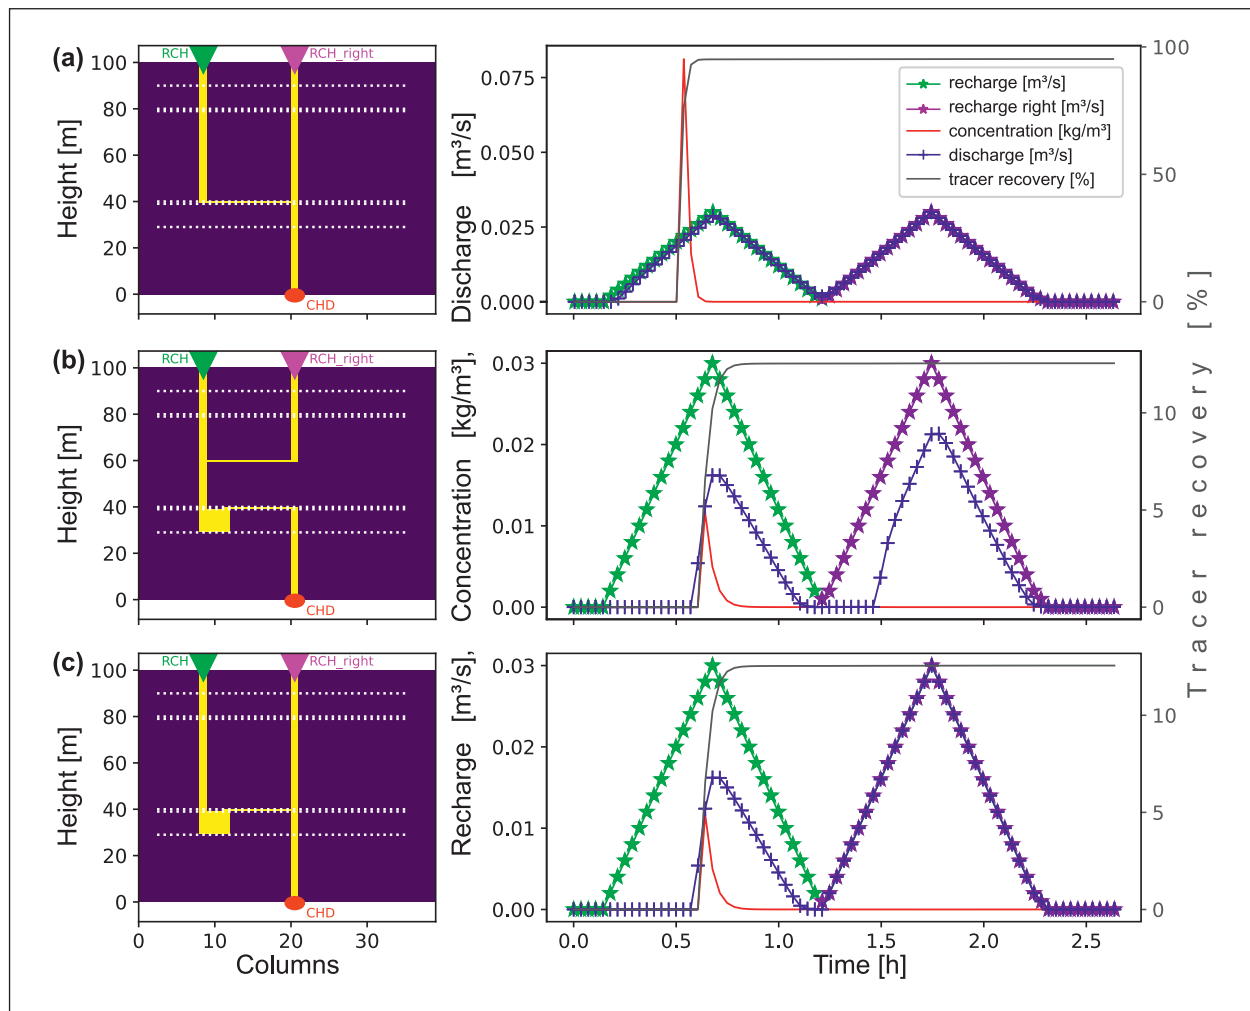 (a)
RCH
RCH_right
100
80
60
40
20
0
Height [m]
CHD
0.075
0.050
0.025
0.000
100
50
0
recharge [m³/s]
recharge right [m³/s]
concentration [kg/m³]
discharge [m³/s]
tracer recovery [%]
(b)
RCH
RCH_right
100
80
60
40
20
0
Height [m]
CHD
0.03
0.02
0.01
0.00
10
5
0
(c)
RCH
RCH_right
100
80
60
40
20
0
Height [m]
CHD
0
10
20
30
Columns
0.03
0.02
0.01
0.00
10
5
0
0.0
0.5
1.0
1.5
2.0
2.5
Time [h]
Recharge [m³/s], Concentration [kg/m³], Discharge [m³/s]
Tracer recovery [%]